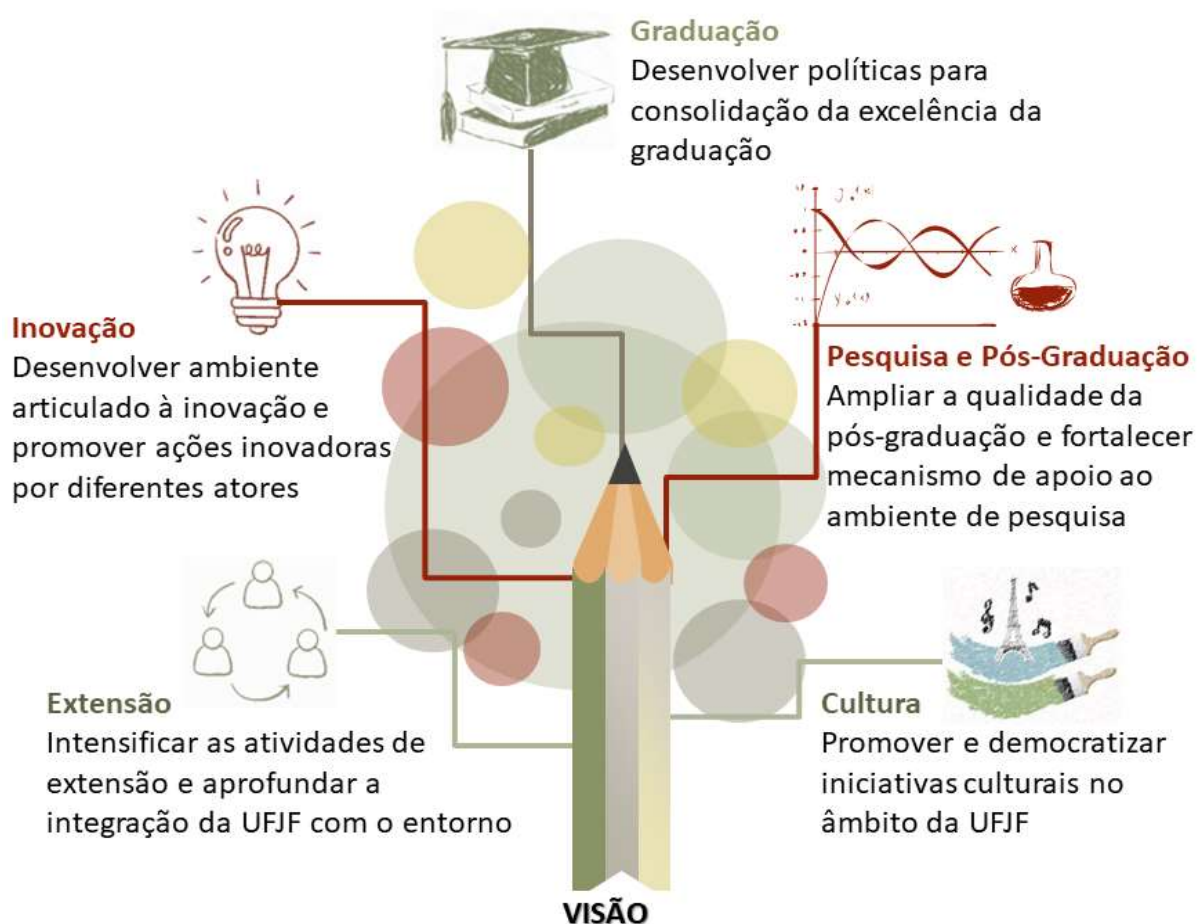 Graduação
Desenvolver políticas para
consolidação da excelência da
graduação
Inovação
Desenvolver ambiente
articulado à inovação e
promover ações inovadoras
por diferentes atores
Pesquisa e Pós-Graduação
Ampliar a qualidade da
pós-graduação e fortalecer
mecanismo de apoio ao
ambiente de pesquisa
Extensão
Intensificar as atividades de
extensão e aprofundar a
integração da UFJF com o entorno
Cultura
Promover e democratizar
iniciativas culturais no
âmbito da UFJF
VISÃO